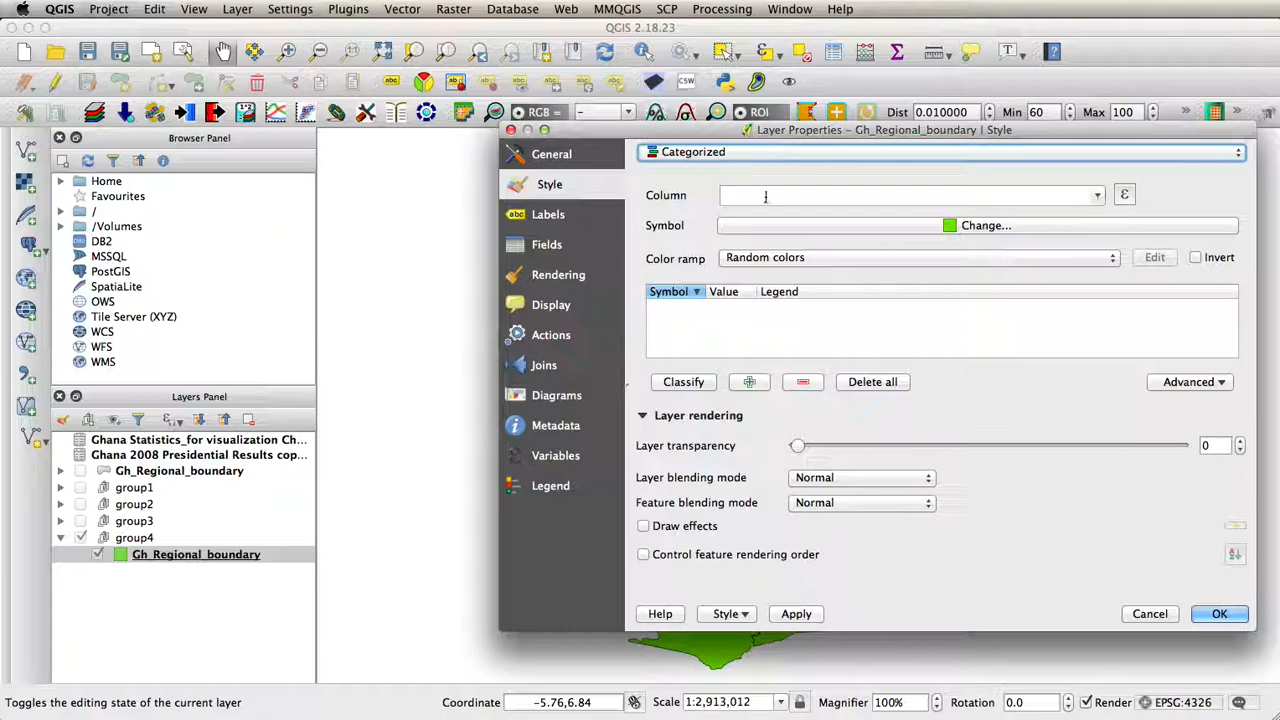 QGIS Project Edit View Layer Settings Plugins Vector Raster Database Web MMQGIS SCP Processing Window Help
QGIS 2.18.23
RGB = - ROI Dist 0.010000 Min 60 Max 100
Browser Panel
Home
Favourites
/
/Volumes
DB2
MSSQL
PostGIS
SpatiaLite
OWS
Tile Server (XYZ)
WCS
WFS
WMS
Layers Panel
Ghana Statistics_for visualization Ch...
Ghana 2008 Presidential Results cop...
Gh_Regional_boundary
group1
group2
group3
group4
Gh_Regional_boundary
Layer Properties - Gh_Regional_boundary | Style
General
Style
Labels
Fields
Rendering
Display
Actions
Joins
Diagrams
Metadata
Variables
Legend
Categorized
Column ε
Symbol Change...
Color ramp Random colors Edit Invert
Symbol Value Legend
Classify Delete all Advanced
Layer rendering
Layer transparency 0
Layer blending mode Normal
Feature blending mode Normal
Draw effects
Control feature rendering order
Help Style Apply Cancel OK
Toggles the editing state of the current layer Coordinate -5.76,6.84 Scale 1:2,913,012 Magnifier 100% Rotation 0.0 Render EPSG:4326